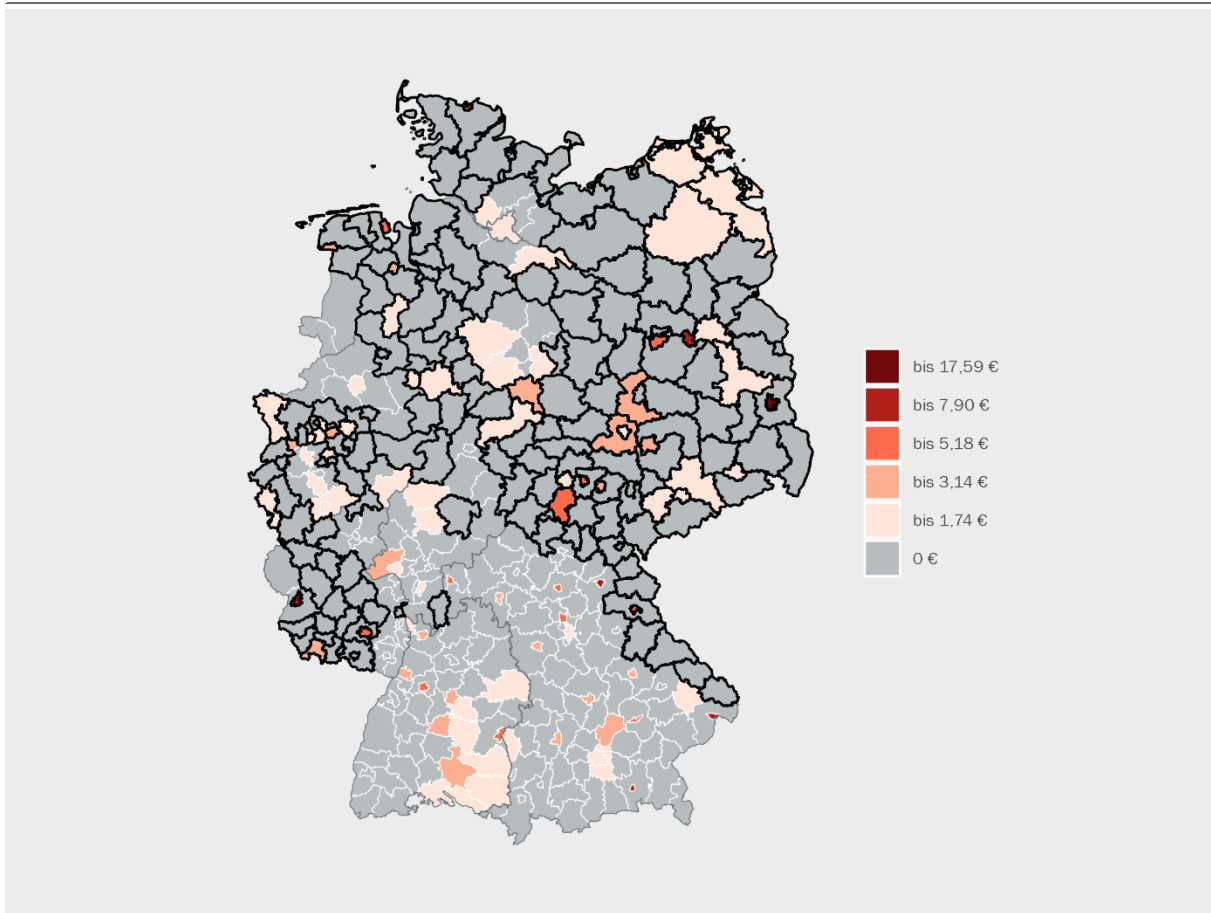 bis 17,59 €
bis 7,90 €
bis 5,18 €
bis 3,14 €
bis 1,74 €
0 €